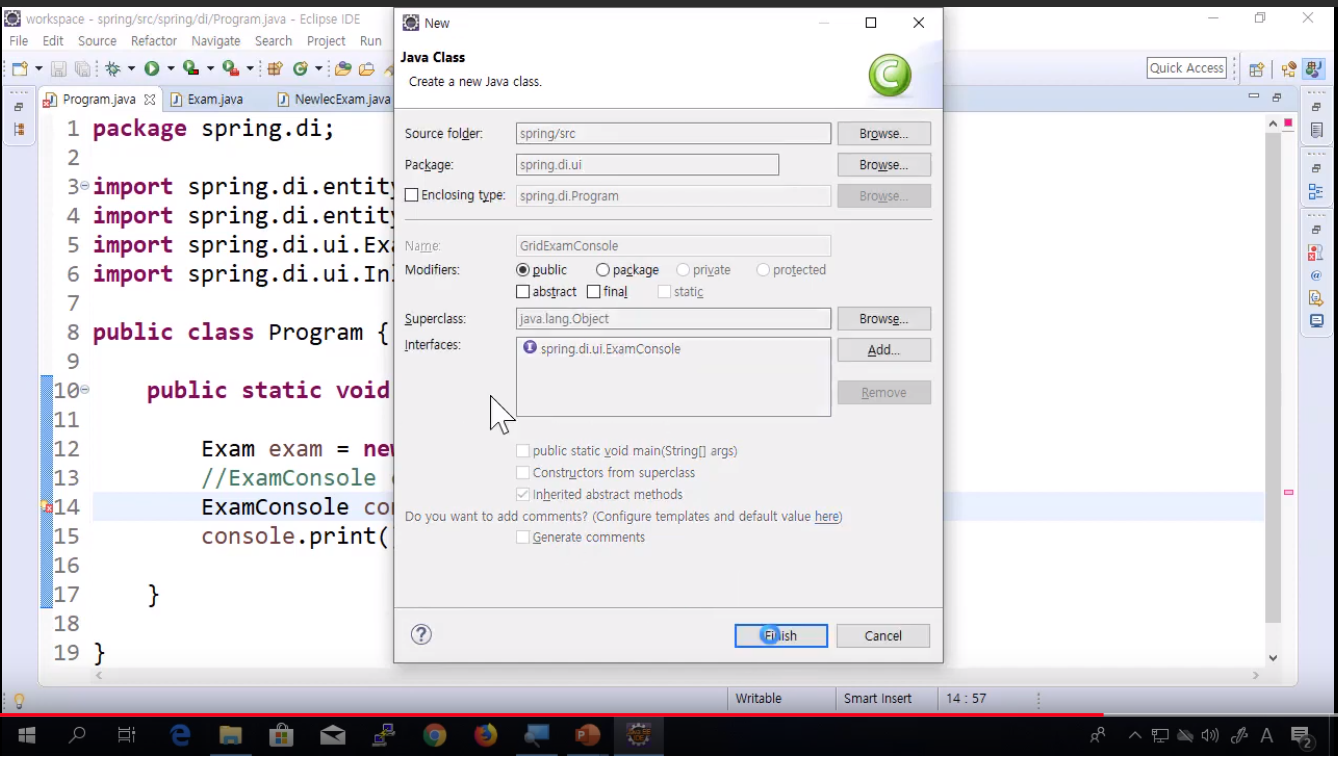 workspace - spring/src/spring/di/Program.java - Eclipse IDE
File Edit Source Refactor Navigate Search Project Run
Quick Access
Program.java Exam.java NewlecExam.java
1 package spring.di;
2
3 import spring.di.entity
4 import spring.di.entity
5 import spring.di.ui.Exa
6 import spring.di.ui.In
7
8 public class Program {
9
10 public static void
11
12 Exam exam = new
13 //ExamConsole
14 ExamConsole con
15 console.print(
16
17 }
18
19 }
New
Java Class
Create a new Java class.
Source folder: spring/src Browse...
Package: spring.di.ui Browse...
Enclosing type: spring.di.Program Browse...
Name: GridExamConsole
Modifiers: public package private protected
abstract final static
Superclass: java.lang.Object Browse...
Interfaces: spring.di.ui.ExamConsole Add...
Remove
public static void main(String[] args)
Constructors from superclass
Inherited abstract methods
Do you want to add comments? (Configure templates and default value here)
Generate comments
Finish Cancel
Writable Smart Insert 14 : 57
A 2